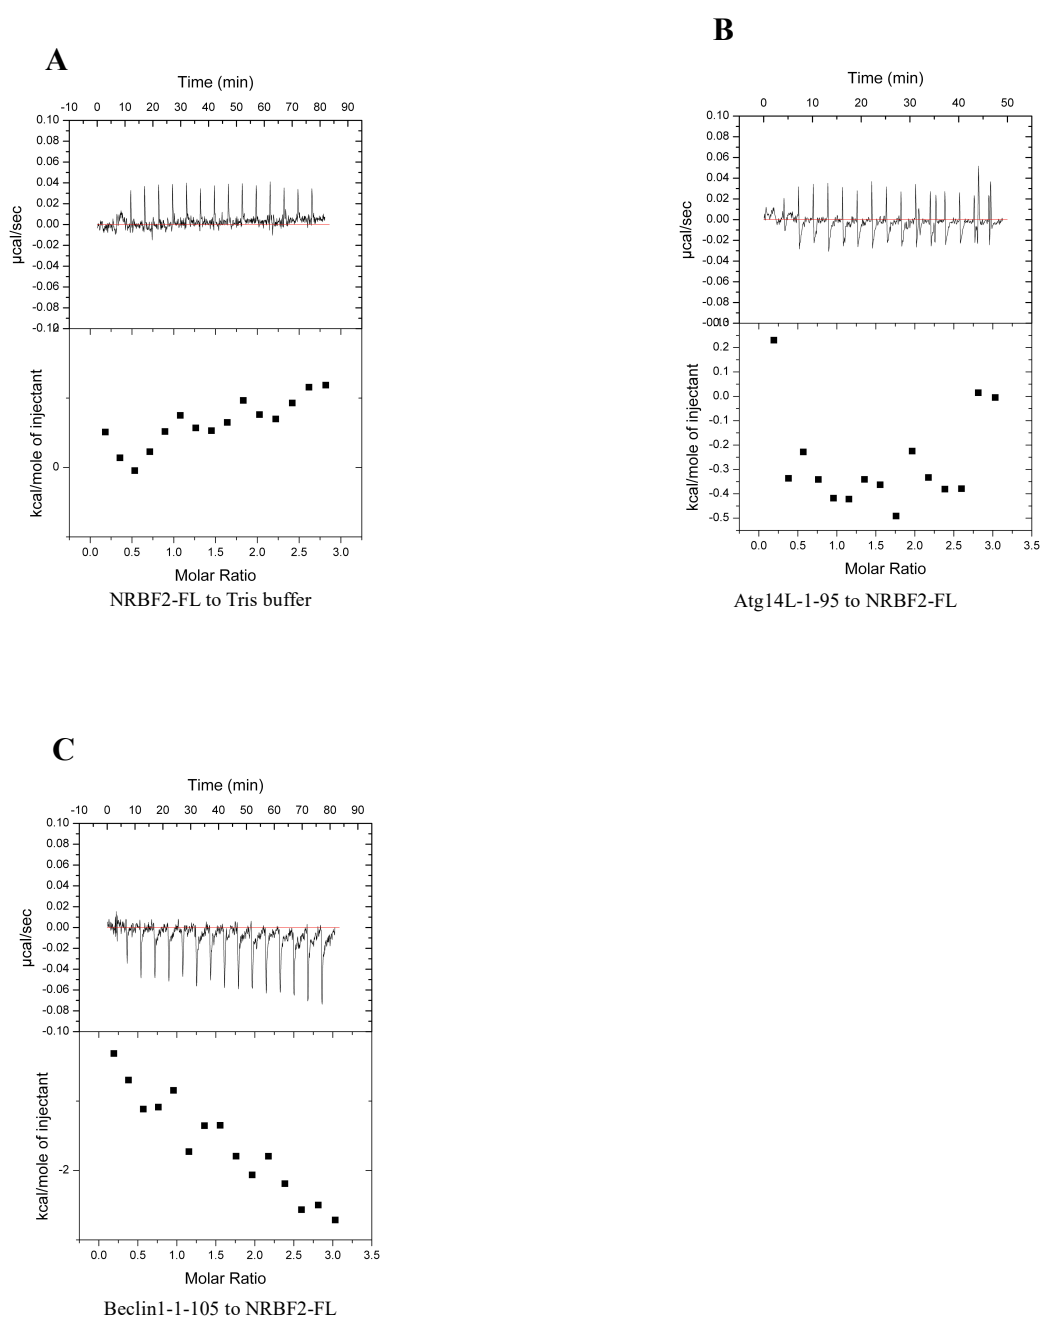 A
Time (min)
-10 0 10 20 30 40 50 60 70 80 90
0.10
0.08
0.06
0.04
0.02
0.00
-0.02
-0.04
-0.06
-0.08
µcal/sec
0
kcal/mole of injectant
0.0 0.5 1.0 1.5 2.0 2.5 3.0
Molar Ratio
NRBF2-FL to Tris buffer
B
Time (min)
0 10 20 30 40 50
0.10
0.08
0.06
0.04
0.02
0.00
-0.02
-0.04
-0.06
-0.08
µcal/sec
0.2
0.1
0.0
-0.1
-0.2
-0.3
-0.4
-0.5
kcal/mole of injectant
0.0 0.5 1.0 1.5 2.0 2.5 3.0 3.5
Molar Ratio
Atg14L-1-95 to NRBF2-FL
C
Time (min)
-10 0 10 20 30 40 50 60 70 80 90
0.10
0.08
0.06
0.04
0.02
0.00
-0.02
-0.04
-0.06
-0.08
-0.10
µcal/sec
-2
kcal/mole of injectant
0.0 0.5 1.0 1.5 2.0 2.5 3.0 3.5
Molar Ratio
Beclin1-1-105 to NRBF2-FL